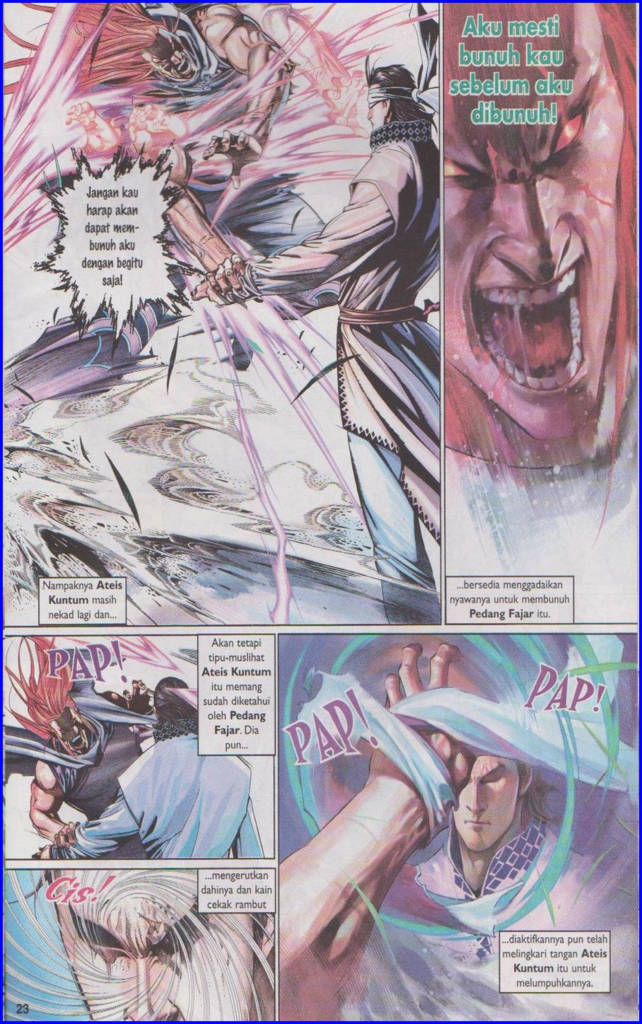 Jangan kau
harap akan
dapat mem-
bunuh aku
dengan begitu
saja!
Aku mesti
bunuh kau
sebelum aku
dibunuh!
Nampaknya Ateis
Kuntum masih
nekad lagi dan...
...bersedia menggadaikan
nyawanya untuk membunuh
Pedang Fajar itu.
PAP!
Akan tetapi
tipu-muslihat
Ateis Kuntum
itu memang
sudah diketahui
oleh Pedang
Fajar. Dia
pun...
Cis!
...mengerutkan
dahinya dan kain
cekak rambut
PAP!
PAP!
...diaktifkannya pun telah
melingkari tangan Ateis
Kuntum itu untuk
melumpuhkannya.
23